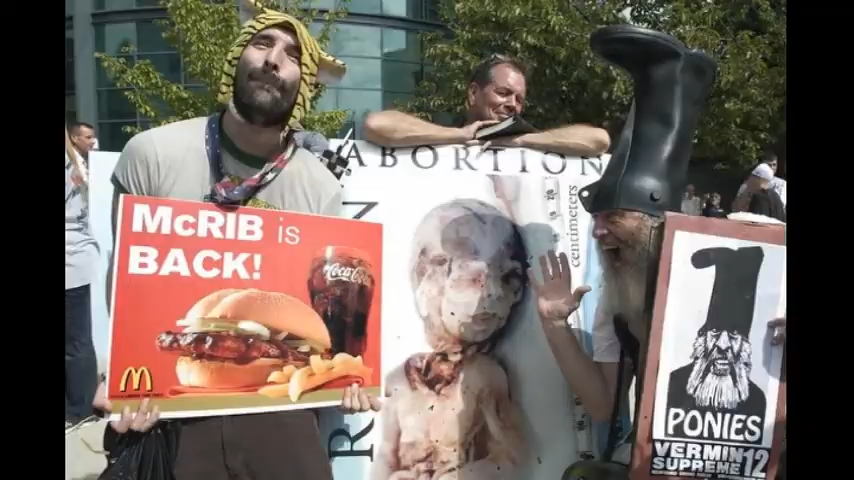 ABORTION
McRIB is
BACK!
Coca-Cola
centimeters
PONIES
VERMIN
SUPREME 12